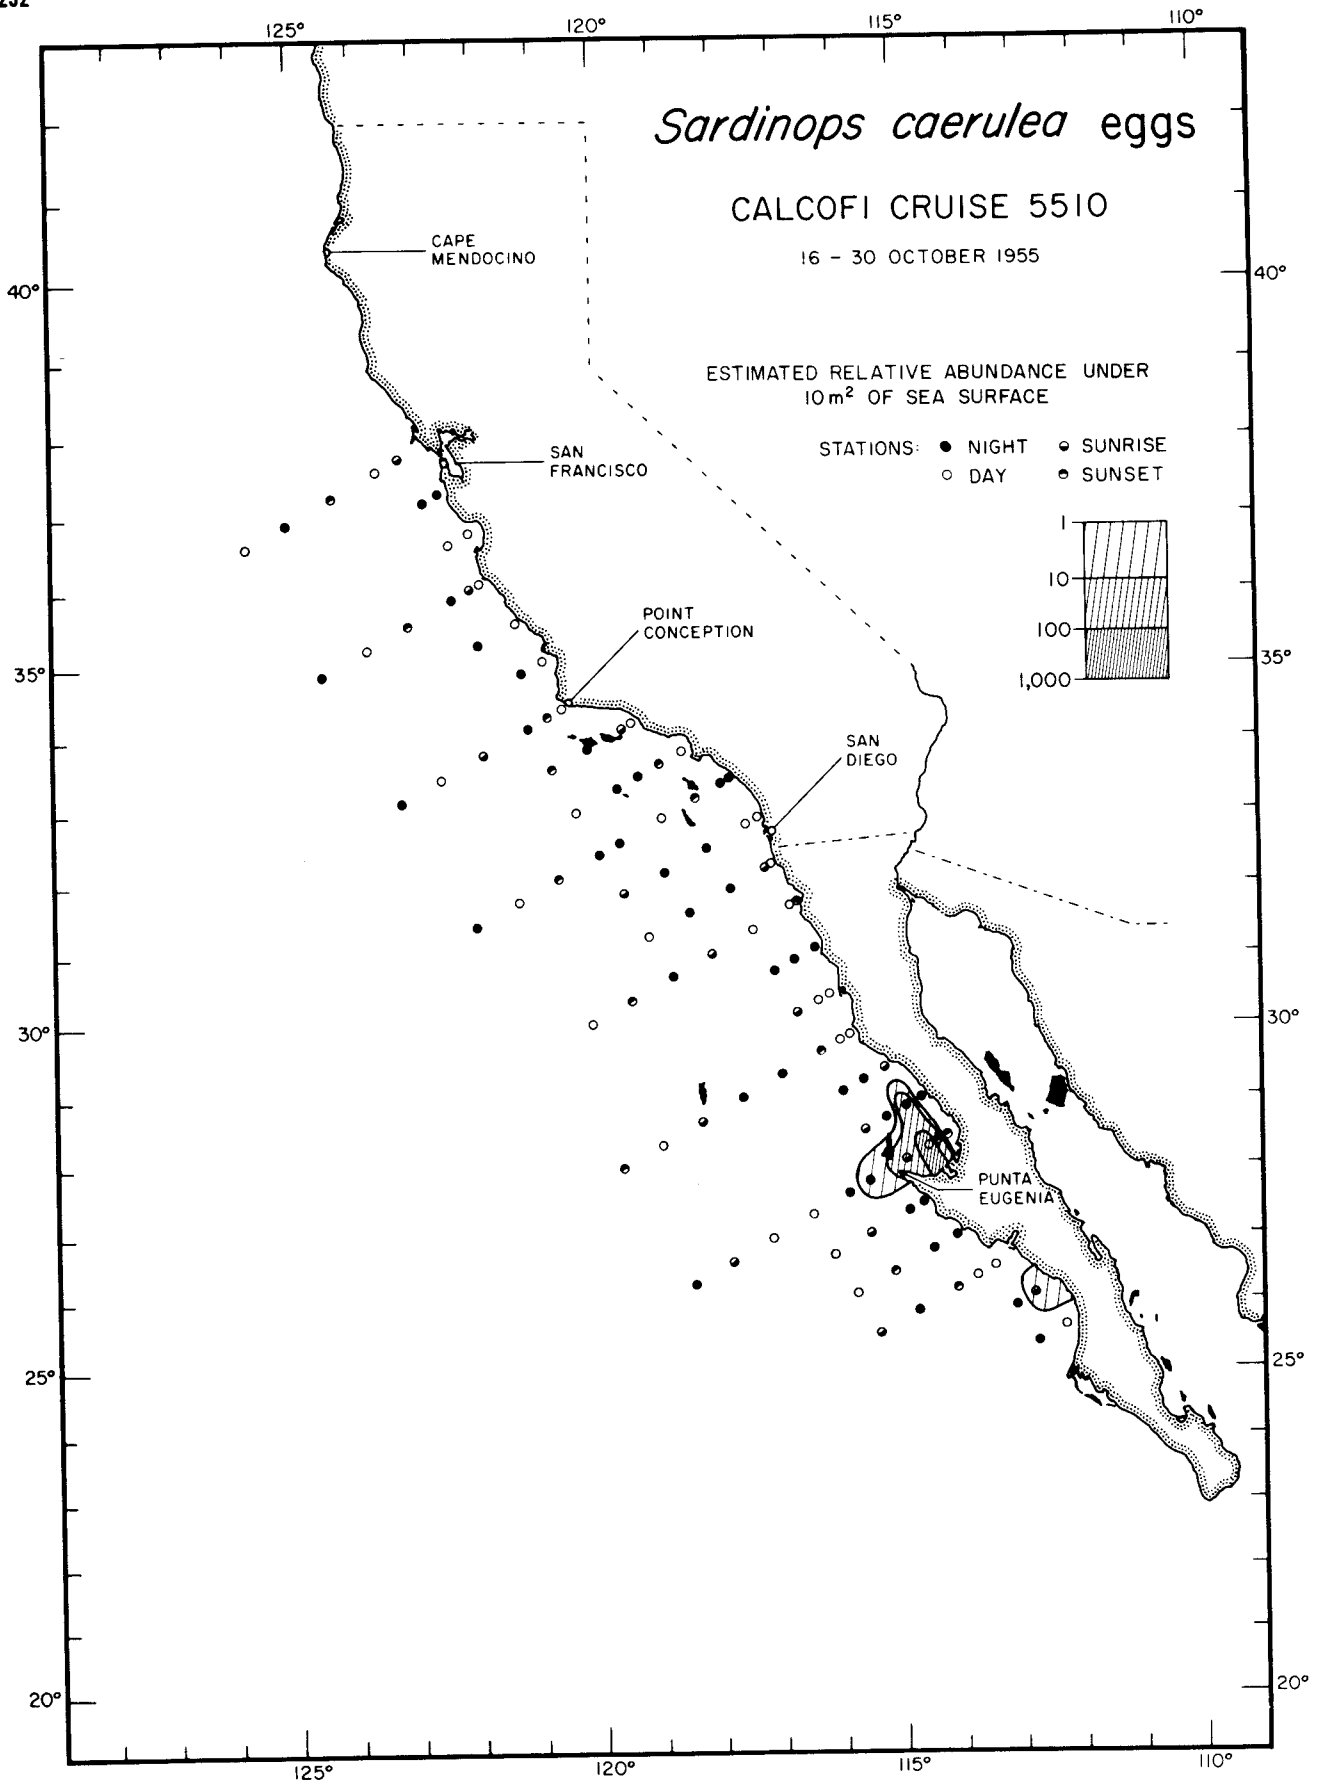 232
125° 120° 115° 110°
Sardinops caerulea eggs
CALCOFI CRUISE 5510
16 - 30 OCTOBER 1955
CAPE
MENDOCINO
40° 40°
ESTIMATED RELATIVE ABUNDANCE UNDER
10m² OF SEA SURFACE
STATIONS: NIGHT SUNRISE
DAY SUNSET
SAN
FRANCISCO
1
10
100
1,000
POINT
CONCEPTION
35° 35°
SAN
DIEGO
30° 30°
PUNTA
EUGENIA
25° 25°
20° 20°
125° 120° 115° 110°